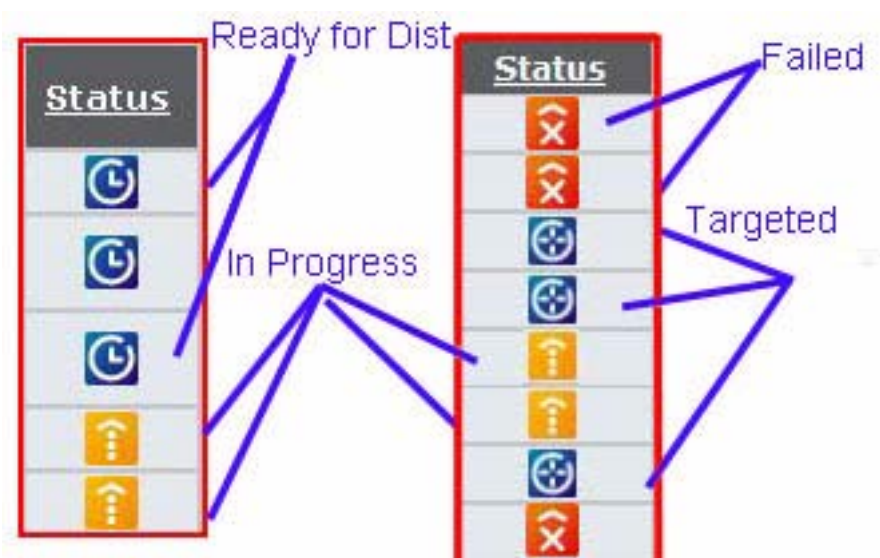 Ready for Dist
Status
Status
Failed
Targeted
In Progress